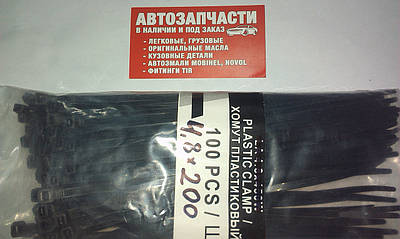 АВТОЗАПЧАСТИ
В НАЛИЧИИ И ПОД ЗАКАЗ
- ЛЕГКОВЫЕ, ГРУЗОВЫЕ
- ОРИГИНАЛЬНЫЕ МАСЛА
- КУЗОВНЫЕ ДЕТАЛИ
- АВТОЭМАЛИ MOBIHEL, NOVOL
- ФИТИНГИ TIR
PLASTIC CLAMP /
ХОМУТ ПЛАСТИКОВЫЙ
100 PCS /
4,8×200